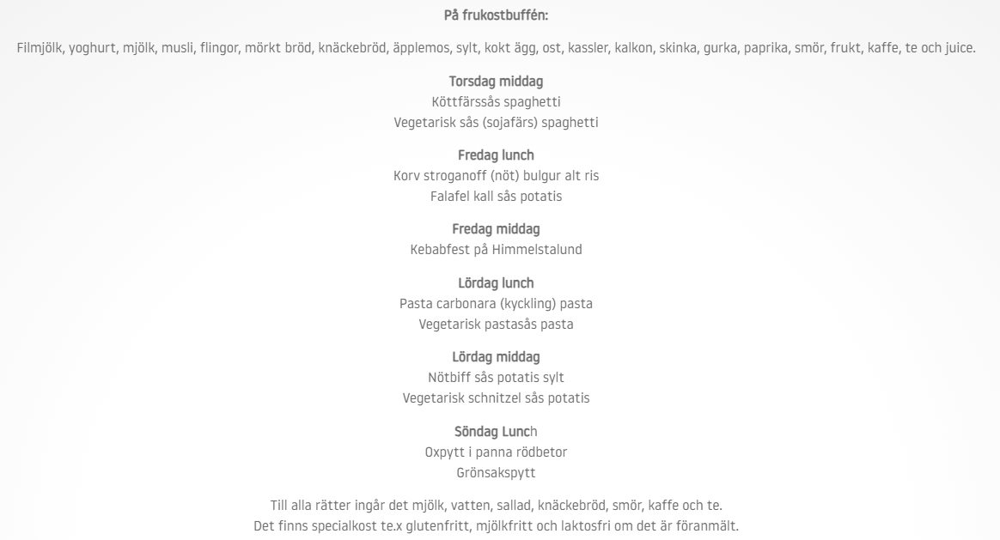 På frukostbuffén:
Filmjölk, yoghurt, mjölk, musli, flingor, mörkt bröd, knäckebröd, äpplemos, sylt, kokt ägg, ost, kassler, kalkon, skinka, gurka, paprika, smör, frukt, kaffe, te och juice.
Torsdag middag
Köttfärssås spaghetti
Vegetarisk sås (sojafärs) spaghetti
Fredag lunch
Korv stroganoff (nöt) bulgur alt ris
Falafel kall sås potatis
Fredag middag
Kebabfest på Himmelstalund
Lördag lunch
Pasta carbonara (kyckling) pasta
Vegetarisk pastasås pasta
Lördag middag
Nötbiff sås potatis sylt
Vegetarisk schnitzel sås potatis
Söndag Lunch
Oxpytt i panna rödbetor
Grönsakspytt
Till alla rätter ingår det mjölk, vatten, sallad, knäckebröd, smör, kaffe och te.
Det finns specialkost te.x glutenfritt, mjölkfritt och laktosfri om det är föranmält.